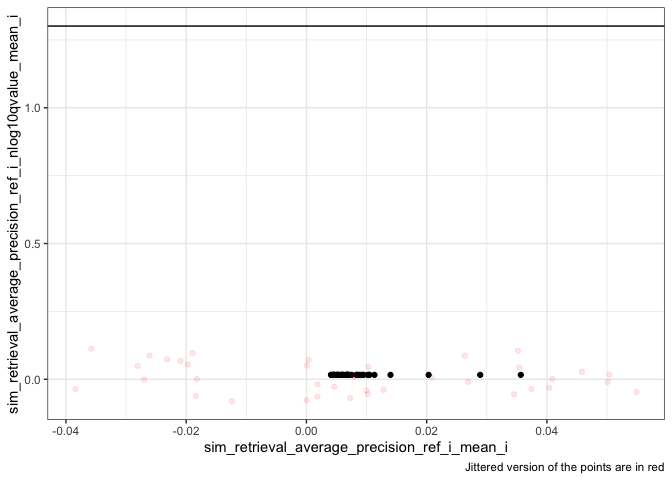 sim_retrieval_average_precision_ref_i_nlog10qvalue_mean_i
1.0
0.5
0.0
-0.04
-0.02
0.00
0.02
0.04
sim_retrieval_average_precision_ref_i_mean_i
Jittered version of the points are in red